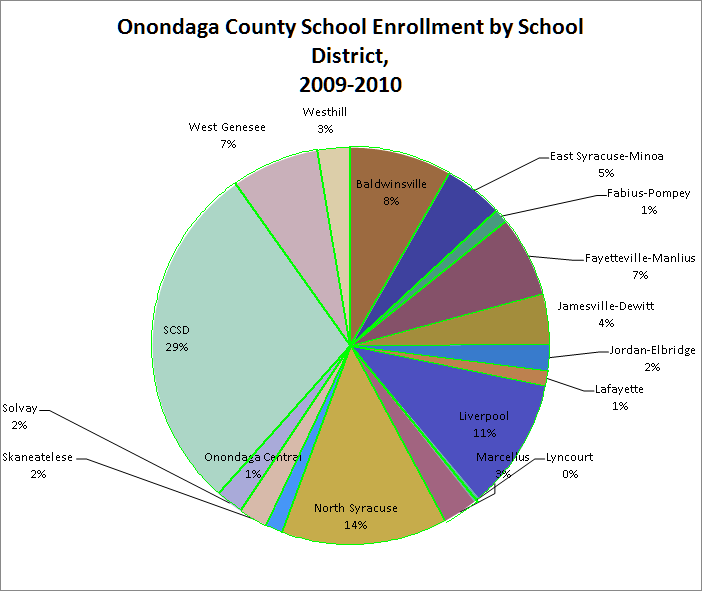 Onondaga County School Enrollment by School
District,
2009-2010
Westhill
3%
West Genesee
7%
Baldwinsville
8%
East Syracuse-Minoa
5%
Fabius-Pompey
1%
Fayetteville-Manlius
7%
Jamesville-Dewitt
4%
Jordan-Elbridge
2%
Lafayette
1%
Liverpool
11%
Lyncourt
0%
Marcellus
3%
North Syracuse
14%
Onondaga Central
1%
Skaneatelese
2%
Solvay
2%
SCSD
29%